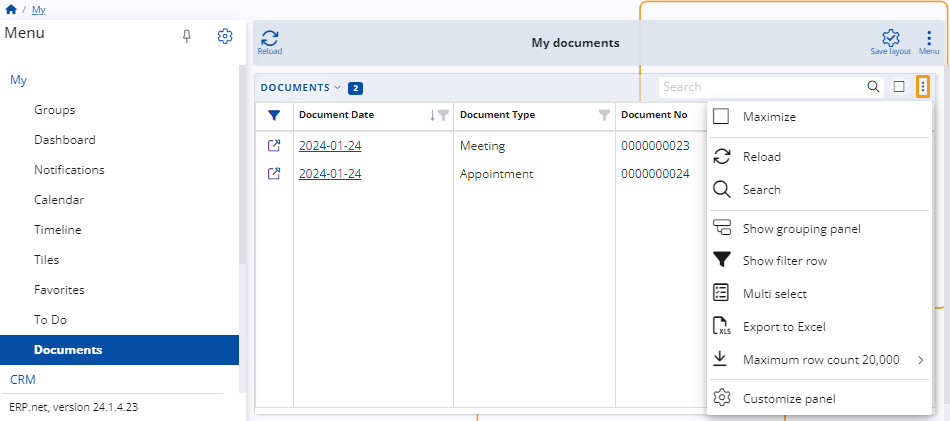 / My
Menu
My
Groups
Dashboard
Notifications
Calendar
Timeline
Tiles
Favorites
To Do
Documents
CRM
ERP.net, version 24.1.4.23
Reload
My documents
Save layout
Menu
DOCUMENTS 2
Search
Document Date Document Type Document No
2024-01-24 Meeting 0000000023
2024-01-24 Appointment 0000000024
Maximize
Reload
Search
Show grouping panel
Show filter row
Multi select
XLS Export to Excel
Maximum row count 20,000
Customize panel